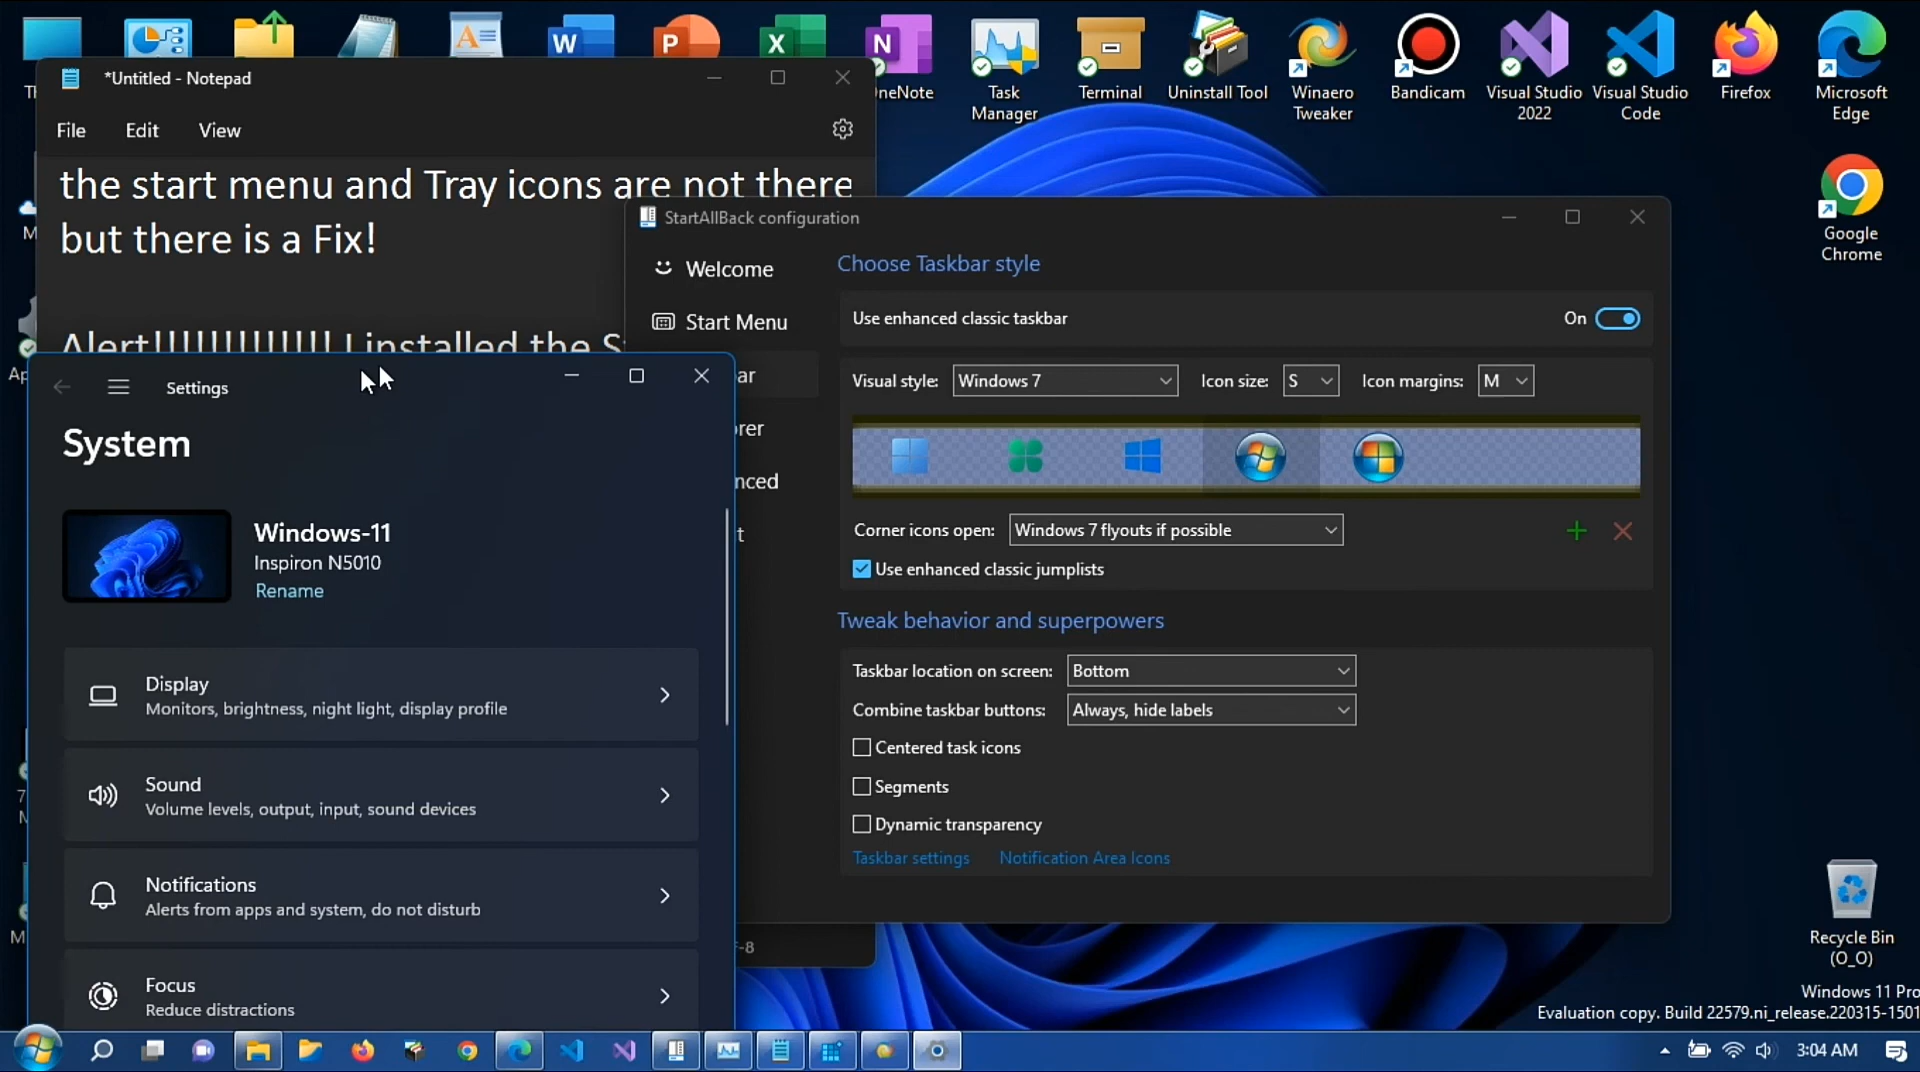 Task
Manager
Terminal
Uninstall Tool
Winaero
Tweaker
Bandicam
Visual Studio
2022
Visual Studio
Code
Firefox
Microsoft
Edge
Google
Chrome
*Untitled - Notepad
File
Edit
View
the start menu and Tray icons are not there
but there is a Fix!
Alert!!!!!!!!!!!!!! I installed the S
StartAllBack configuration
Welcome
Start Menu
Choose Taskbar style
Use enhanced classic taskbar
On
Visual style: Windows 7
Icon size: S
Icon margins: M
Corner icons open: Windows 7 flyouts if possible
Use enhanced classic jumplists
Tweak behavior and superpowers
Taskbar location on screen: Bottom
Combine taskbar buttons: Always, hide labels
Centered task icons
Segments
Dynamic transparency
Taskbar settings
Notification Area Icons
Settings
System
Windows-11
Inspiron N5010
Rename
Display
Monitors, brightness, night light, display profile
Sound
Volume levels, output, input, sound devices
Notifications
Alerts from apps and system, do not disturb
Focus
Reduce distractions
Recycle Bin
(O_O)
Windows 11 Pro
Evaluation copy. Build 22579.ni_release.220315-1501
3:04 AM